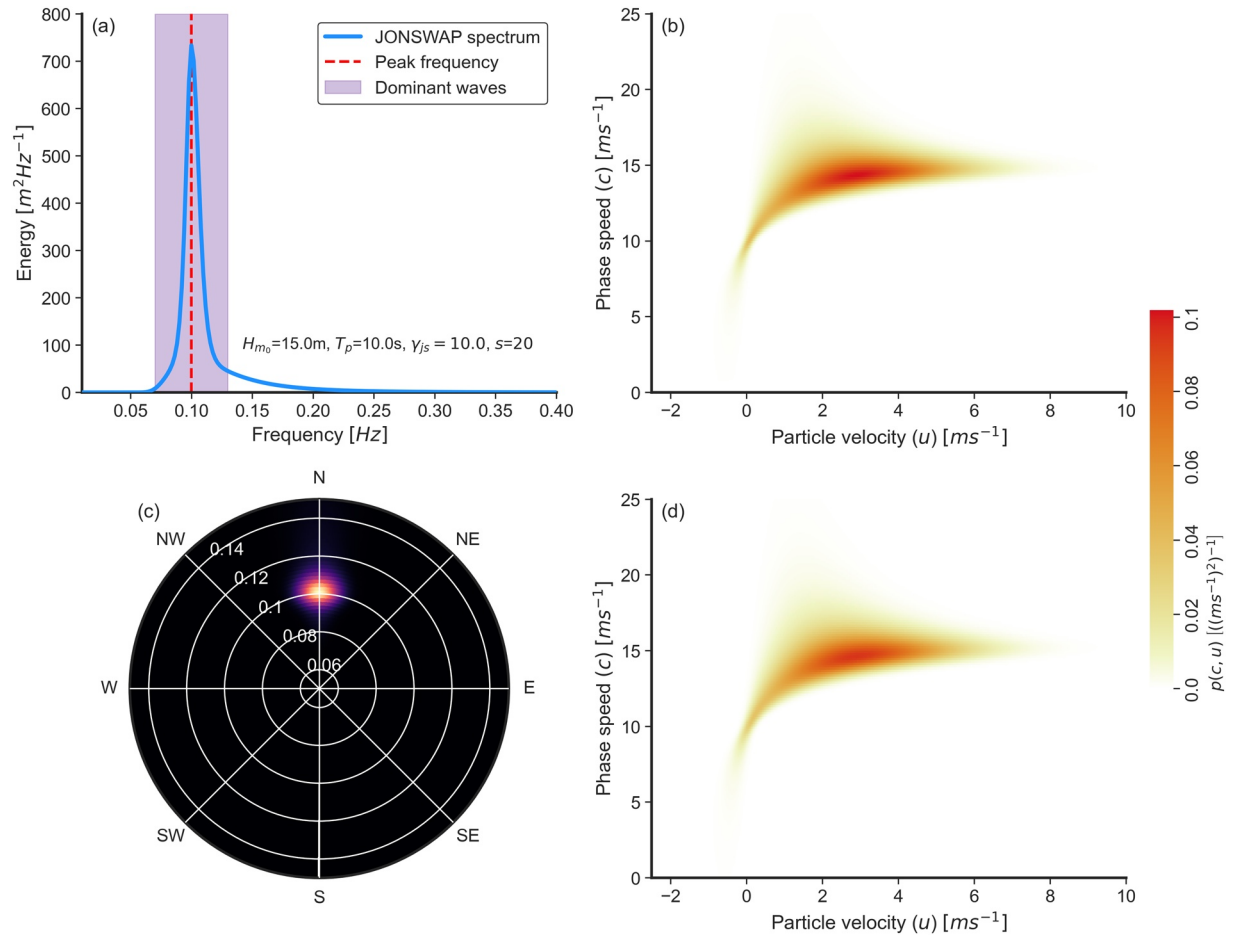 (a)
800
700
600
500
400
300
200
100
0
Energy [m²Hz⁻¹]
JONSWAP spectrum
Peak frequency
Dominant waves
Hₘ₀=15.0m, Tₚ=10.0s, γⱼₛ = 10.0, s=20
0.05 0.10 0.15 0.20 0.25 0.30 0.35 0.40
Frequency [Hz]
(b)
25
20
15
10
5
0
Phase speed (c) [ms⁻¹]
−2 0 2 4 6 8 10
Particle velocity (u) [ms⁻¹]
(c)
N
NE
E
SE
S
SW
W
NW
0.14
0.12
0.1
0.08
0.06
(d)
25
20
15
10
5
0
Phase speed (c) [ms⁻¹]
−2 0 2 4 6 8 10
Particle velocity (u) [ms⁻¹]
0.1
0.08
0.06
0.04
0.02
0.0
p(c, u) [((ms⁻¹)²)⁻¹]